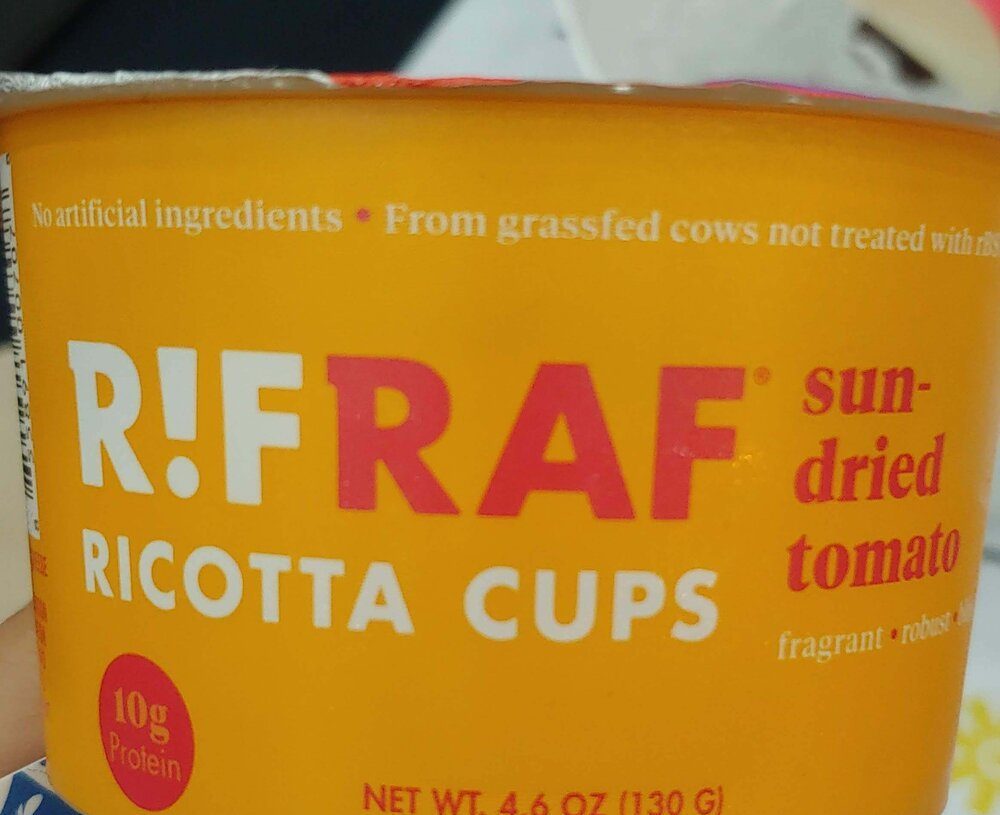 No artificial ingredients • From grassfed cows not treated with
R!FRAF®
RICOTTA CUPS
sun-
dried
tomato
fragrant • robust •
10g
Protein
NET WT. 4.6 OZ (130 G)